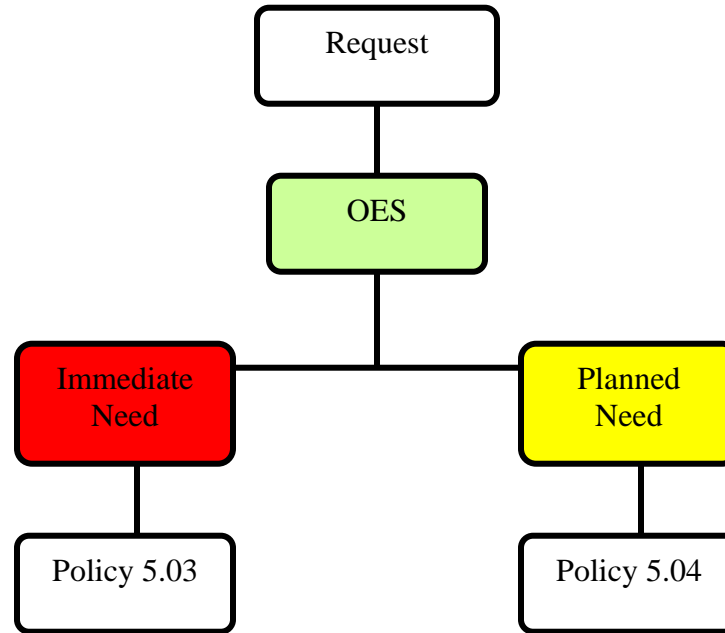 Request
OES
Immediate
Need
Planned
Need
Policy 5.03
Policy 5.04